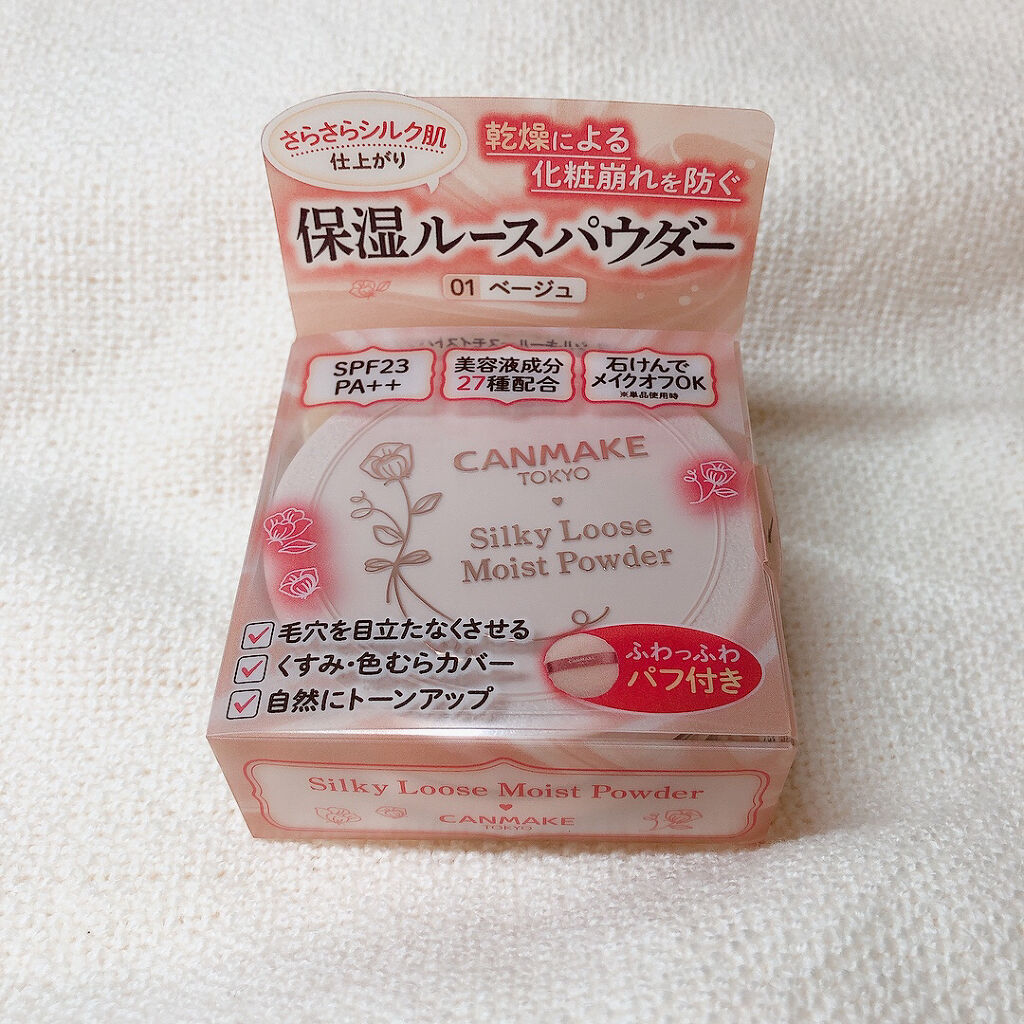 さらさらシルク肌
仕上がり
乾燥による
化粧崩れを防ぐ
保湿ルースパウダー
01 ベージュ
SPF23
PA++
美容液成分
27種配合
石けんで
メイクオフOK
※単品使用時
CANMAKE
TOKYO
Silky Loose
Moist Powder
毛穴を目立たなくさせる
くすみ・色むらカバー
自然にトーンアップ
ふわっふわ
パフ付き
Silky Loose Moist Powder
CANMAKE
TOKYO